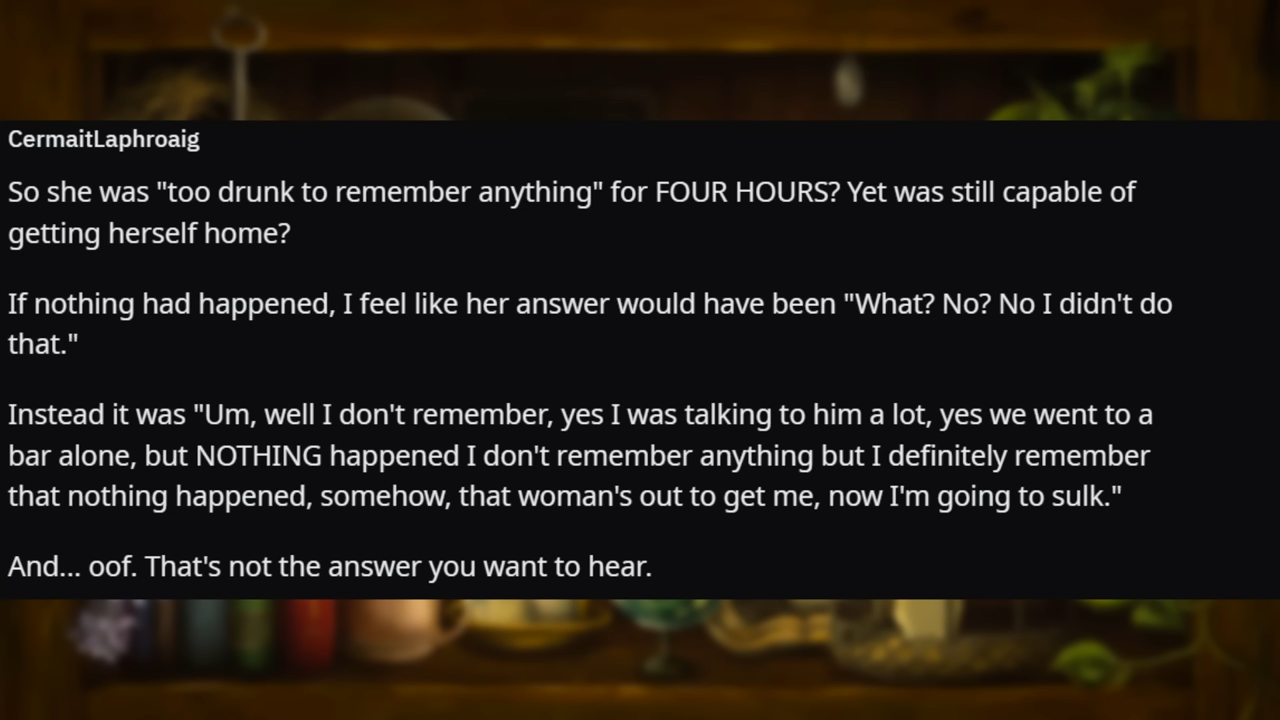 CermaitLaphroaig
So she was "too drunk to remember anything" for FOUR HOURS? Yet was still capable of
getting herself home?
If nothing had happened, I feel like her answer would have been "What? No? No I didn't do
that."
Instead it was "Um, well I don't remember, yes I was talking to him a lot, yes we went to a
bar alone, but NOTHING happened I don't remember anything but I definitely remember
that nothing happened, somehow, that woman's out to get me, now I'm going to sulk."
And... oof. That's not the answer you want to hear.